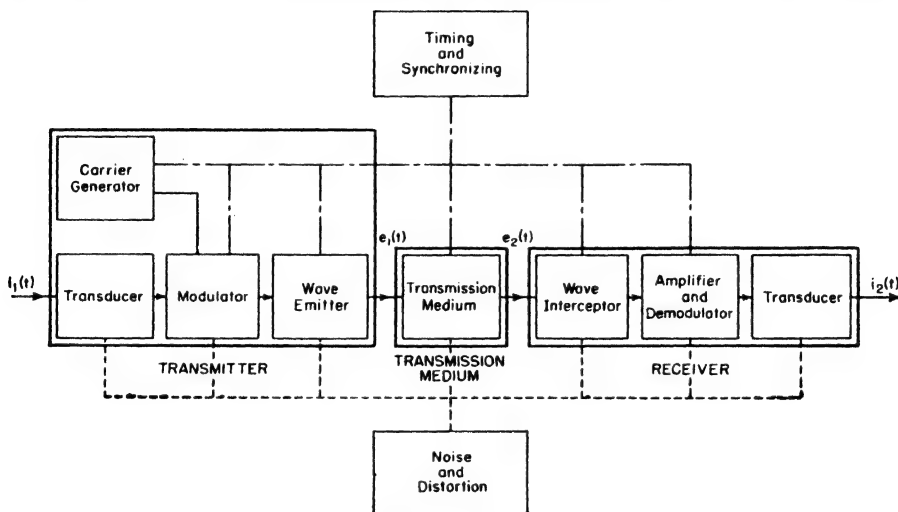 Timing
and
Synchronizing
Carrier
Generator
e₁(t)
e₂(t)
i₁(t)
Transducer
Modulator
Wave
Emitter
Transmission
Medium
Wave
Interceptor
Amplifier
and
Demodulator
Transducer
i₂(t)
TRANSMITTER
TRANSMISSION
MEDIUM
RECEIVER
Noise
and
Distortion